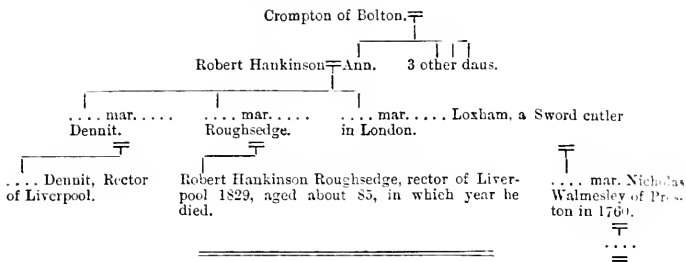 Crompton of Bolton.
Robert Hankinson Ann. 3 other daus.
.... mar..... .... mar..... .... mar..... Loxham, a Sword cutler
Dennit. Roughsedge. in London.
.... Dennit, Rector Robert Hankinson Roughsedge, rector of Liver- .... mar. Nicholas
of Liverpool. pool 1829, aged about 85, in which year he Walmesley of Pres-
died. ton in
....